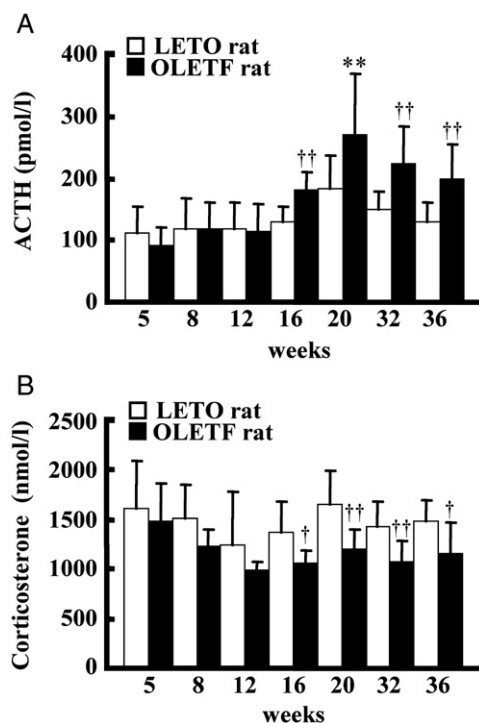 A
LETO rat
OLETF rat
ACTH (pmol/l)
400
300
200
100
0
††
**
††
††
5 8 12 16 20 32 36
weeks
B
LETO rat
OLETF rat
Corticosterone (nmol/l)
2500
2000
1500
1000
500
0
†
††
††
†
5 8 12 16 20 32 36
weeks